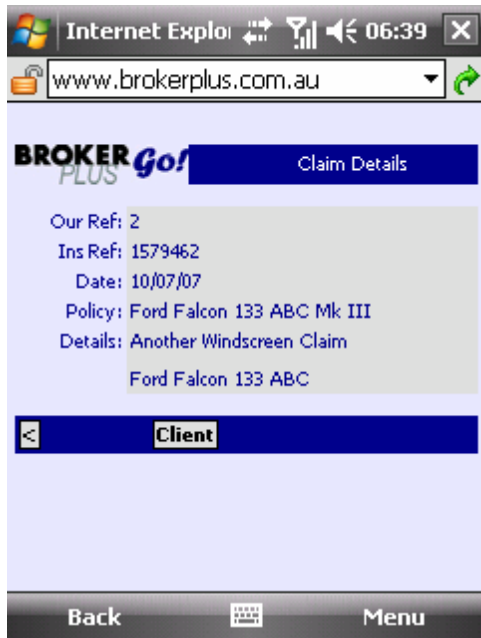 Internet Explo 06:39
www.brokerplus.com.au
BROKER PLUS Go! Claim Details
Our Ref: 2
Ins Ref: 1579462
Date: 10/07/07
Policy: Ford Falcon 133 ABC Mk III
Details: Another Windscreen Claim
Ford Falcon 133 ABC
< Client
Back Menu